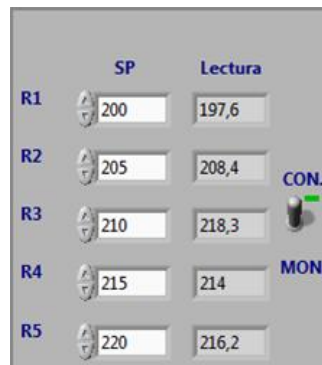 SP Lectura
R1 200 197,6
R2 205 208,4
CON.
R3 210 218,3
MON
R4 215 214
R5 220 216,2